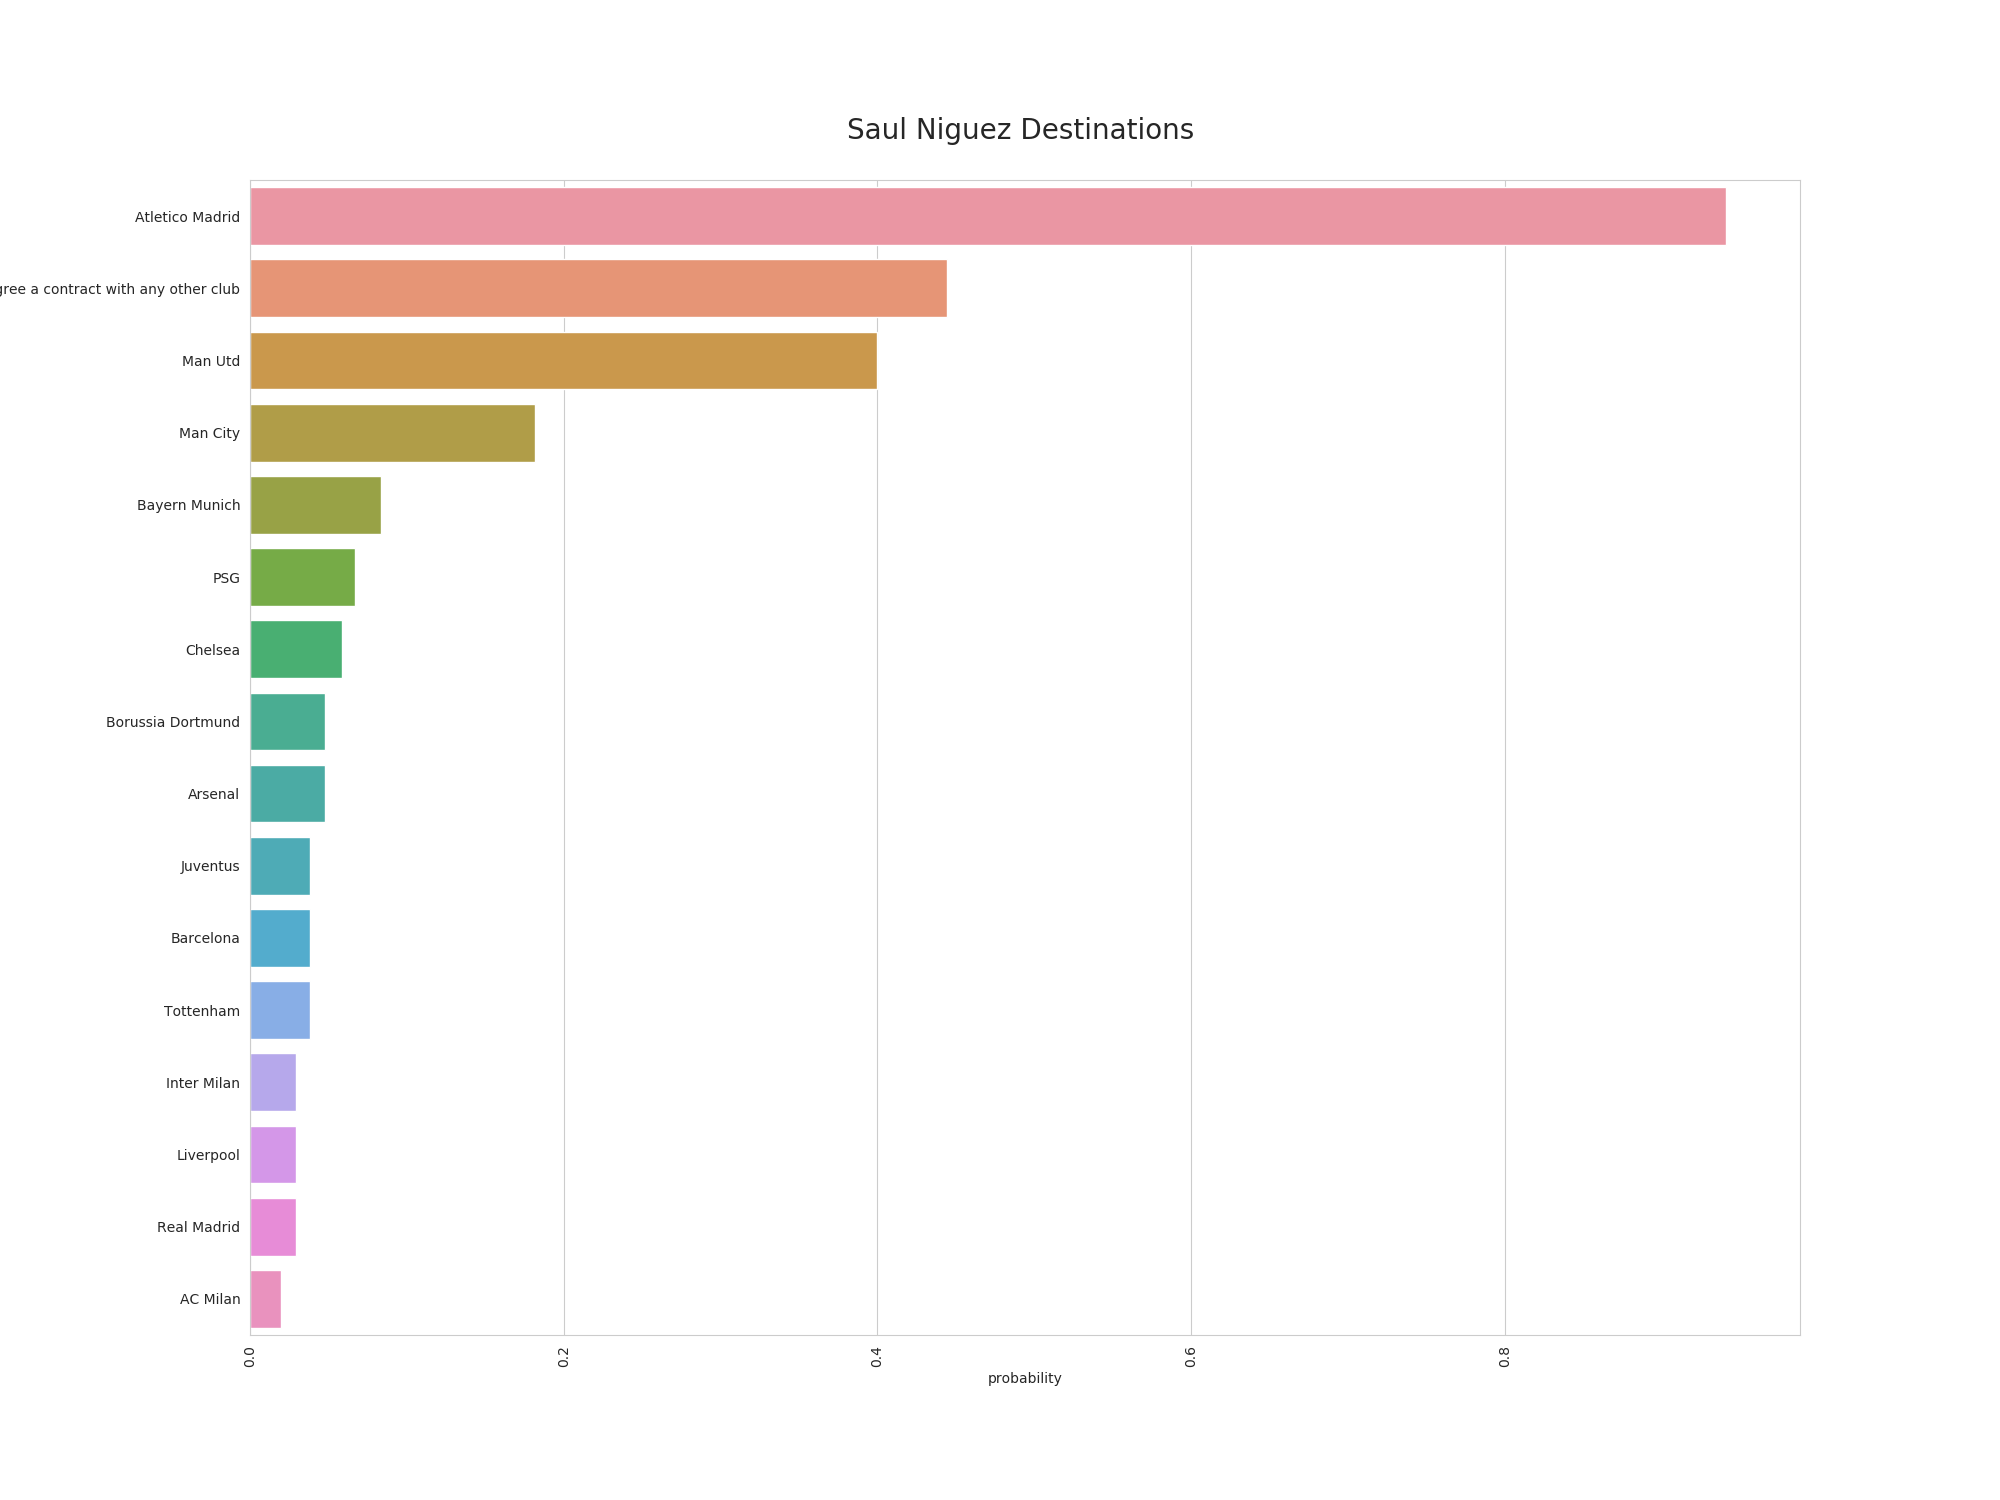 Saul Niguez Destinations
Atletico Madrid
a contract with any other club
Man Utd
Man City
Bayern Munich
PSG
Chelsea
Borussia Dortmund
Arsenal
Juventus
Barcelona
Tottenham
Inter Milan
Liverpool
Real Madrid
AC Milan
0.0 0.2 0.4 0.6 0.8
probability